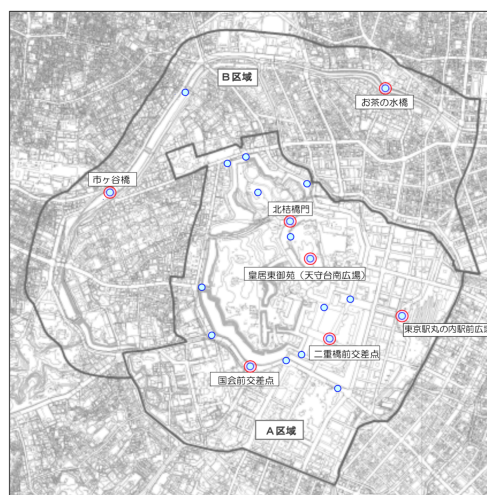 B区域
お茶の水橋
市ヶ谷橋
北桔橋門
皇居東御苑（天守台南広場）
東京駅丸の内駅前広場
二重橋前交差点
国会前交差点
A区域